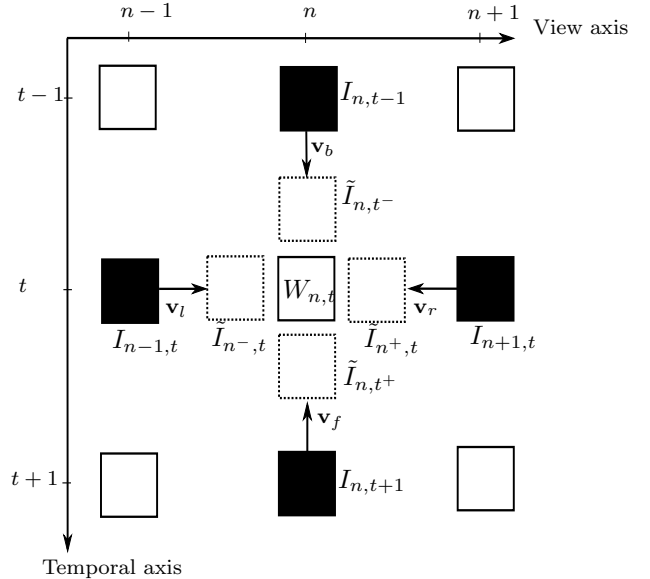 n − 1 n n + 1
View axis
t − 1
I_{n,t−1}
v_b
Ĩ_{n,t^−}
t
W_{n,t}
v_l v_r
I_{n−1,t} Ĩ_{n^−,t} Ĩ_{n^+,t} I_{n+1,t}
Ĩ_{n,t^+}
v_f
t + 1
I_{n,t+1}
Temporal axis